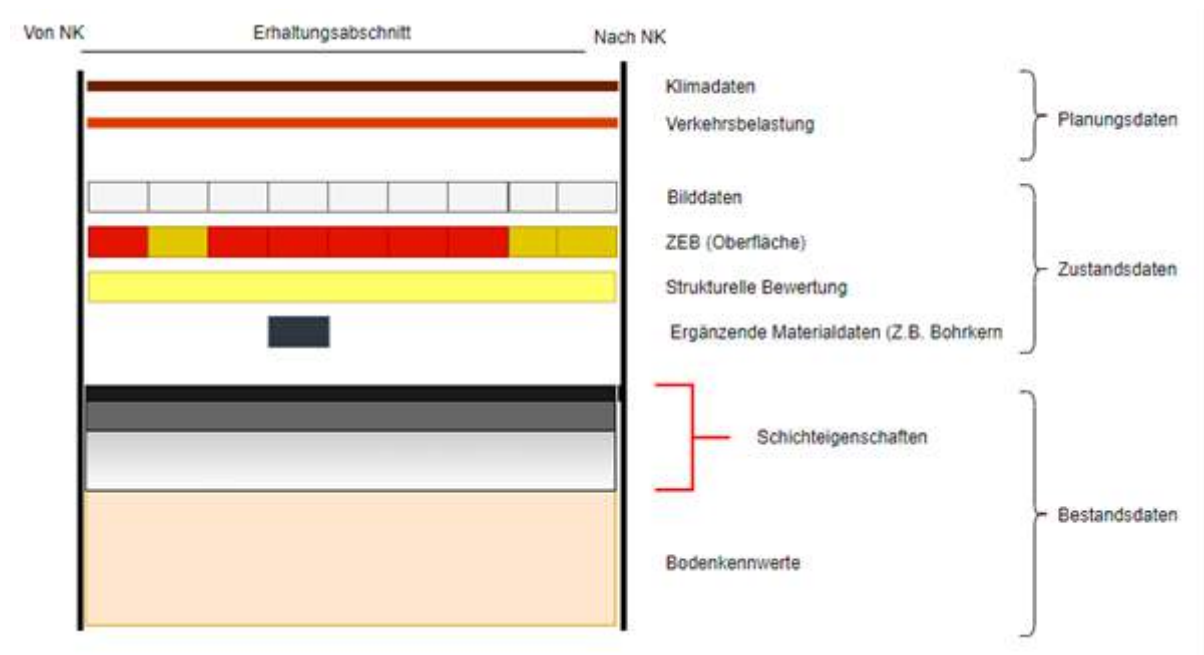 Von NK
Erhaltungsabschnitt
Nach NK
Klimadaten
Verkehrsbelastung
Planungsdaten
Bilddaten
ZEB (Oberfläche)
Strukturelle Bewertung
Ergänzende Materialdaten (Z.B. Bohrkern
Zustandsdaten
Schichteigenschaften
Bodenkennwerte
Bestandsdaten